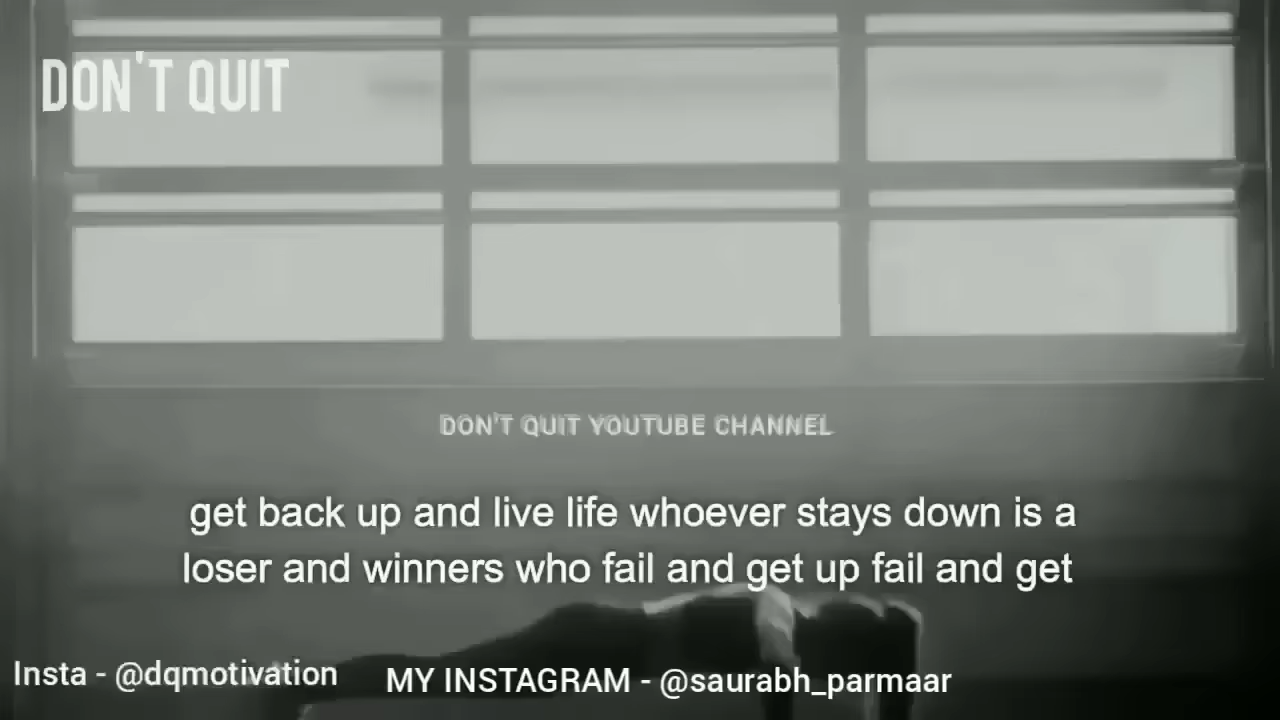 DON'T QUIT
DON'T QUIT YOUTUBE CHANNEL
get back up and live life whoever stays down is a
loser and winners who fail and get up fail and get
Insta - @dqmotivation
MY INSTAGRAM - @saurabh_parmaar